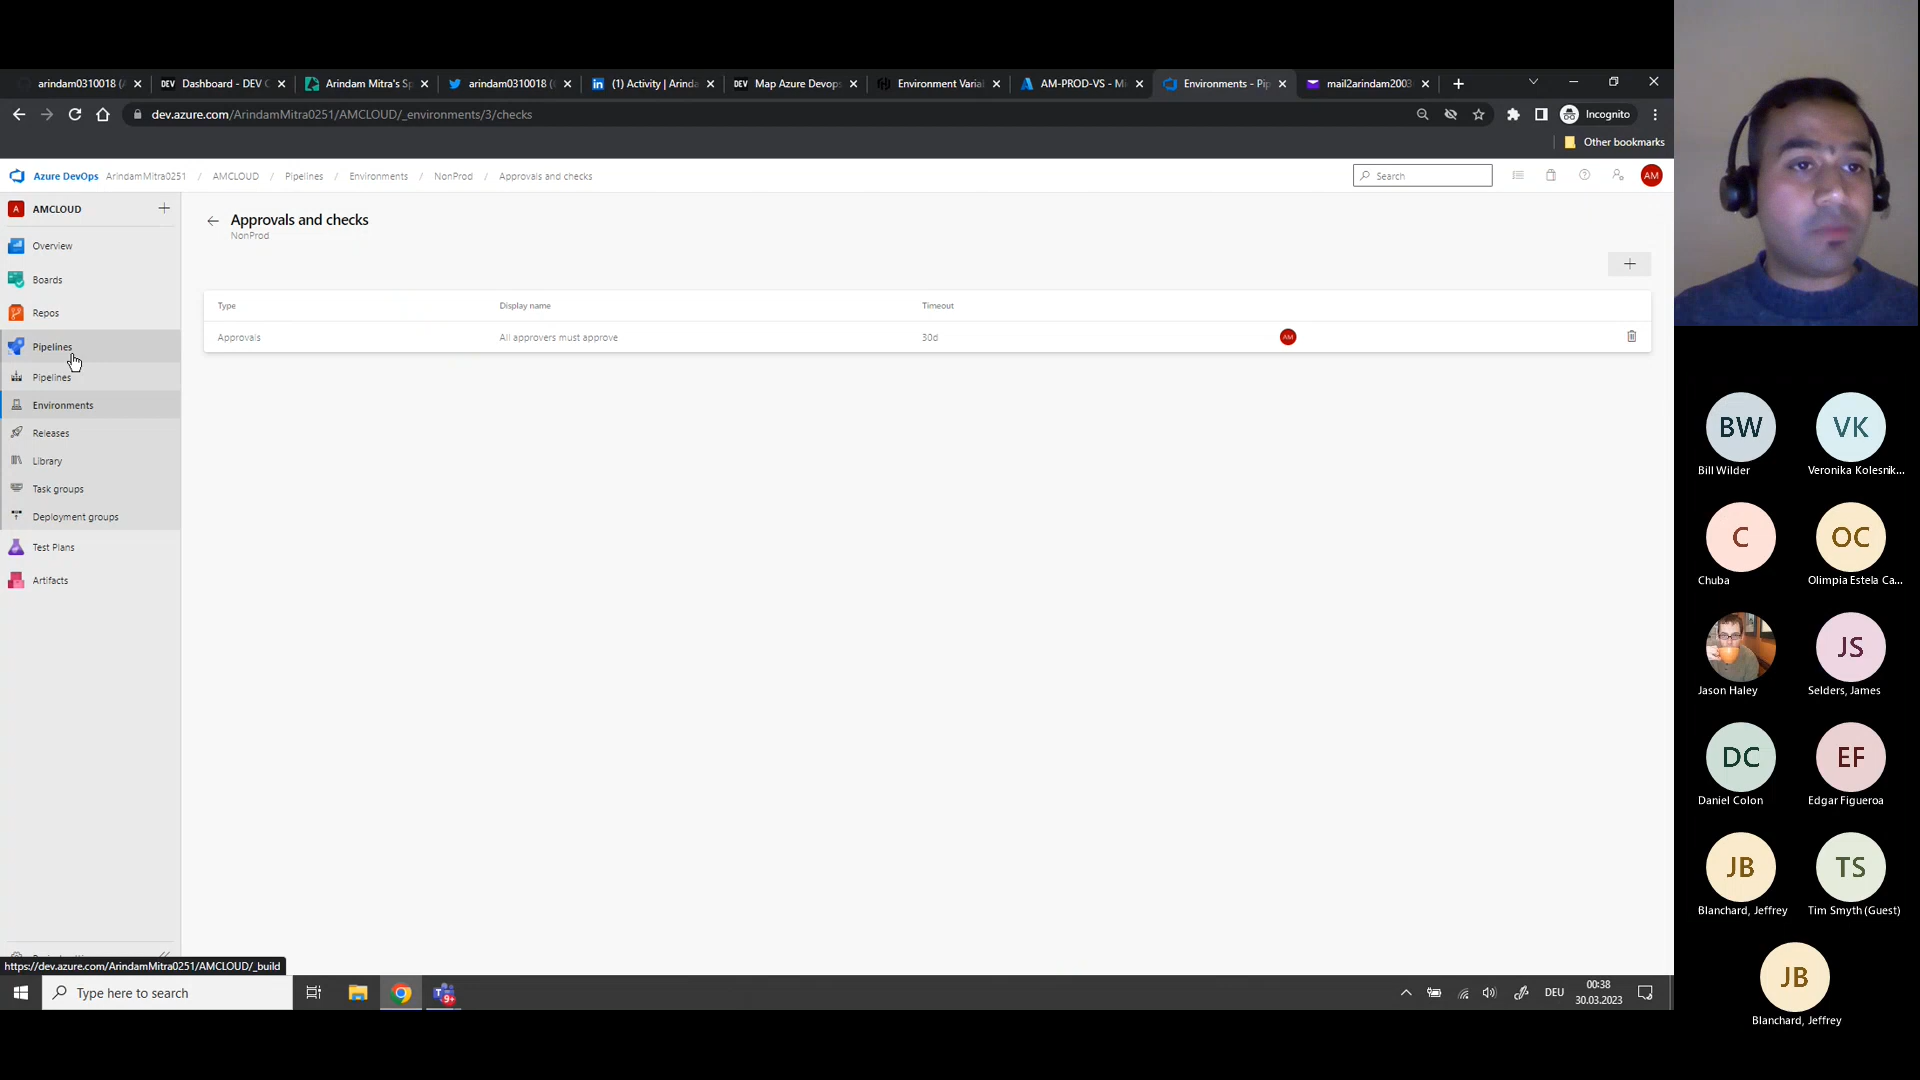 arindam0310018 (
Dashboard - DEV C
Arindam Mitra's Sp
arindam0310018 (
(1) Activity | Arinda
Map Azure Devops
Environment Varia
AM-PROD-VS - Mi
Environments - Pip
mail2arindam2003
dev.azure.com/ArindamMitra0251/AMCLOUD/_environments/3/checks
Incognito
Other bookmarks
Azure DevOps ArindamMitra0251 / AMCLOUD / Pipelines / Environments / NonProd / Approvals and checks
Search
AM
A AMCLOUD
Overview
Boards
Repos
Pipelines
Pipelines
Environments
Releases
Library
Task groups
Deployment groups
Test Plans
Artifacts
Approvals and checks
NonProd
Type Display name Timeout
Approvals All approvers must approve 30d AM
https://dev.azure.com/ArindamMitra0251/AMCLOUD/_build
Type here to search
9+
DEU
00:38
30.03.2023
BW
Bill Wilder
VK
Veronika Kolesnik...
C
Chuba
OC
Olimpia Estela Ca...
Jason Haley
JS
Selders, James
DC
Daniel Colon
EF
Edgar Figueroa
JB
Blanchard, Jeffrey
TS
Tim Smyth (Guest)
JB
Blanchard, Jeffrey